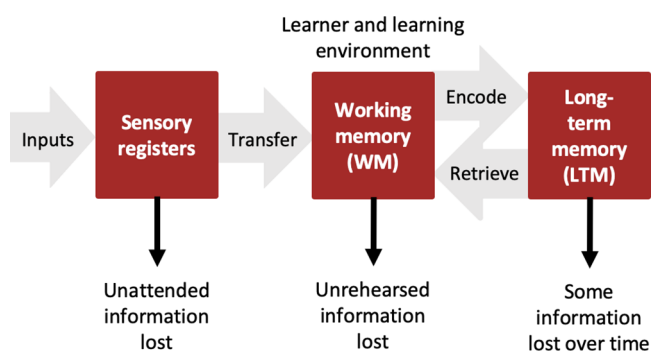 Learner and learning
environment
Inputs
Sensory
registers
Transfer
Working
memory
(WM)
Encode
Retrieve
Long-
term
memory
(LTM)
Unattended
information
lost
Unrehearsed
information
lost
Some
information
lost over time